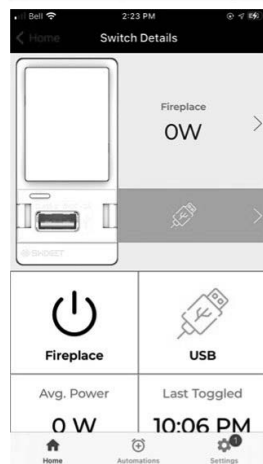 Bell 2:23 PM
Home Switch Details
Fireplace
0W
Fireplace USB
Avg. Power Last Toggled
0 W 10:06 PM
Home Automations Settings